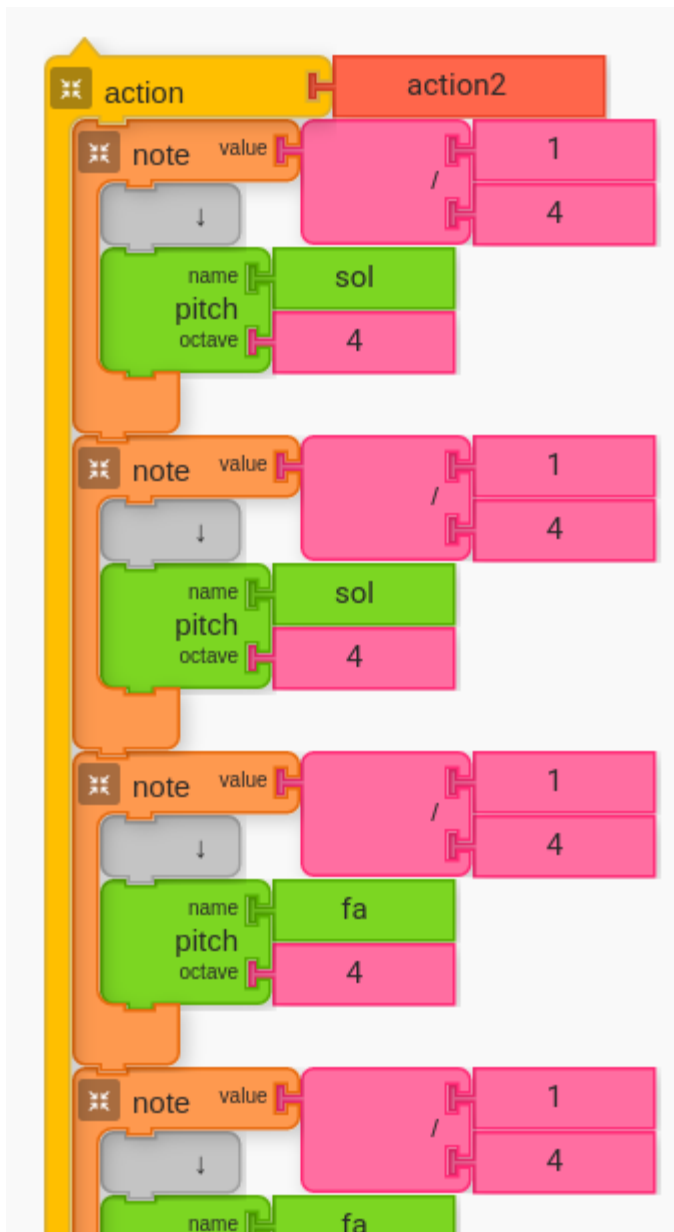 action action2
note value 1
/
↓ 4
name sol
pitch
octave 4
note value 1
/
↓ 4
name sol
pitch
octave 4
note value 1
/
↓ 4
name fa
pitch
octave 4
note value 1
/
↓ 4
name fa